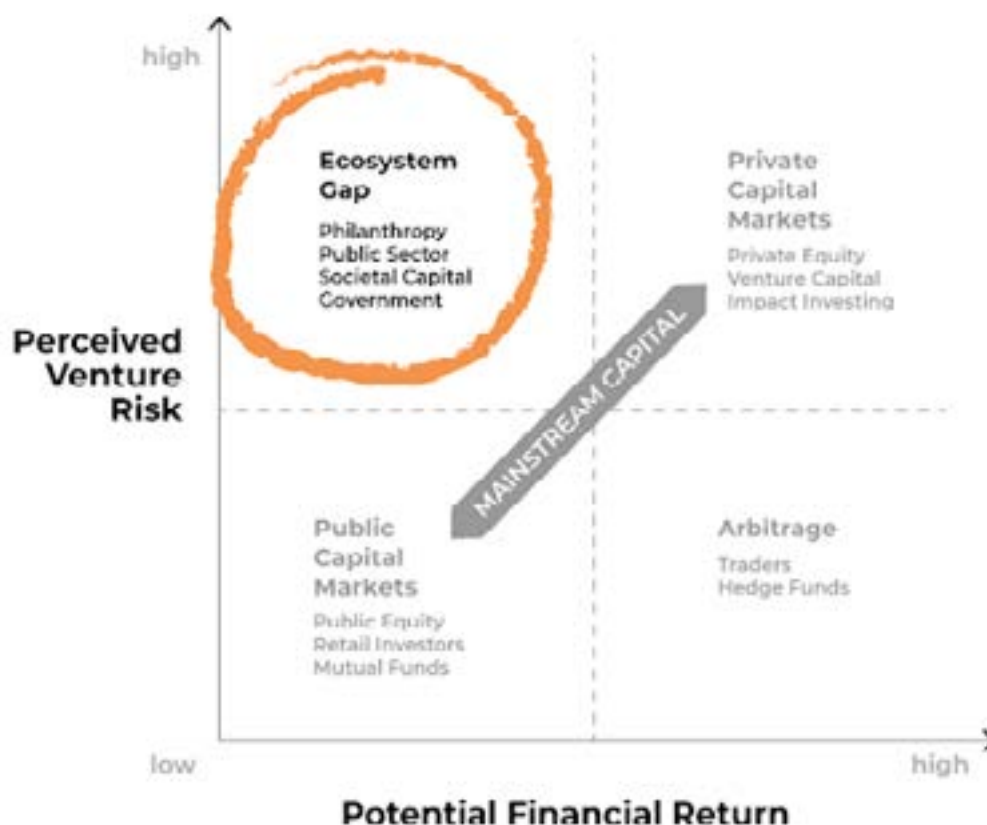 high
Ecosystem
Gap
Philanthropy
Public Sector
Societal Capital
Government
Private
Capital
Markets
Private Equity
Venture Capital
Impact Investing
Perceived
Venture
Risk
MAINSTREAM CAPITAL
Public
Capital
Markets
Public Equity
Retail Investors
Mutual Funds
Arbitrage
Traders
Hedge Funds
low
high
Potential Financial Return